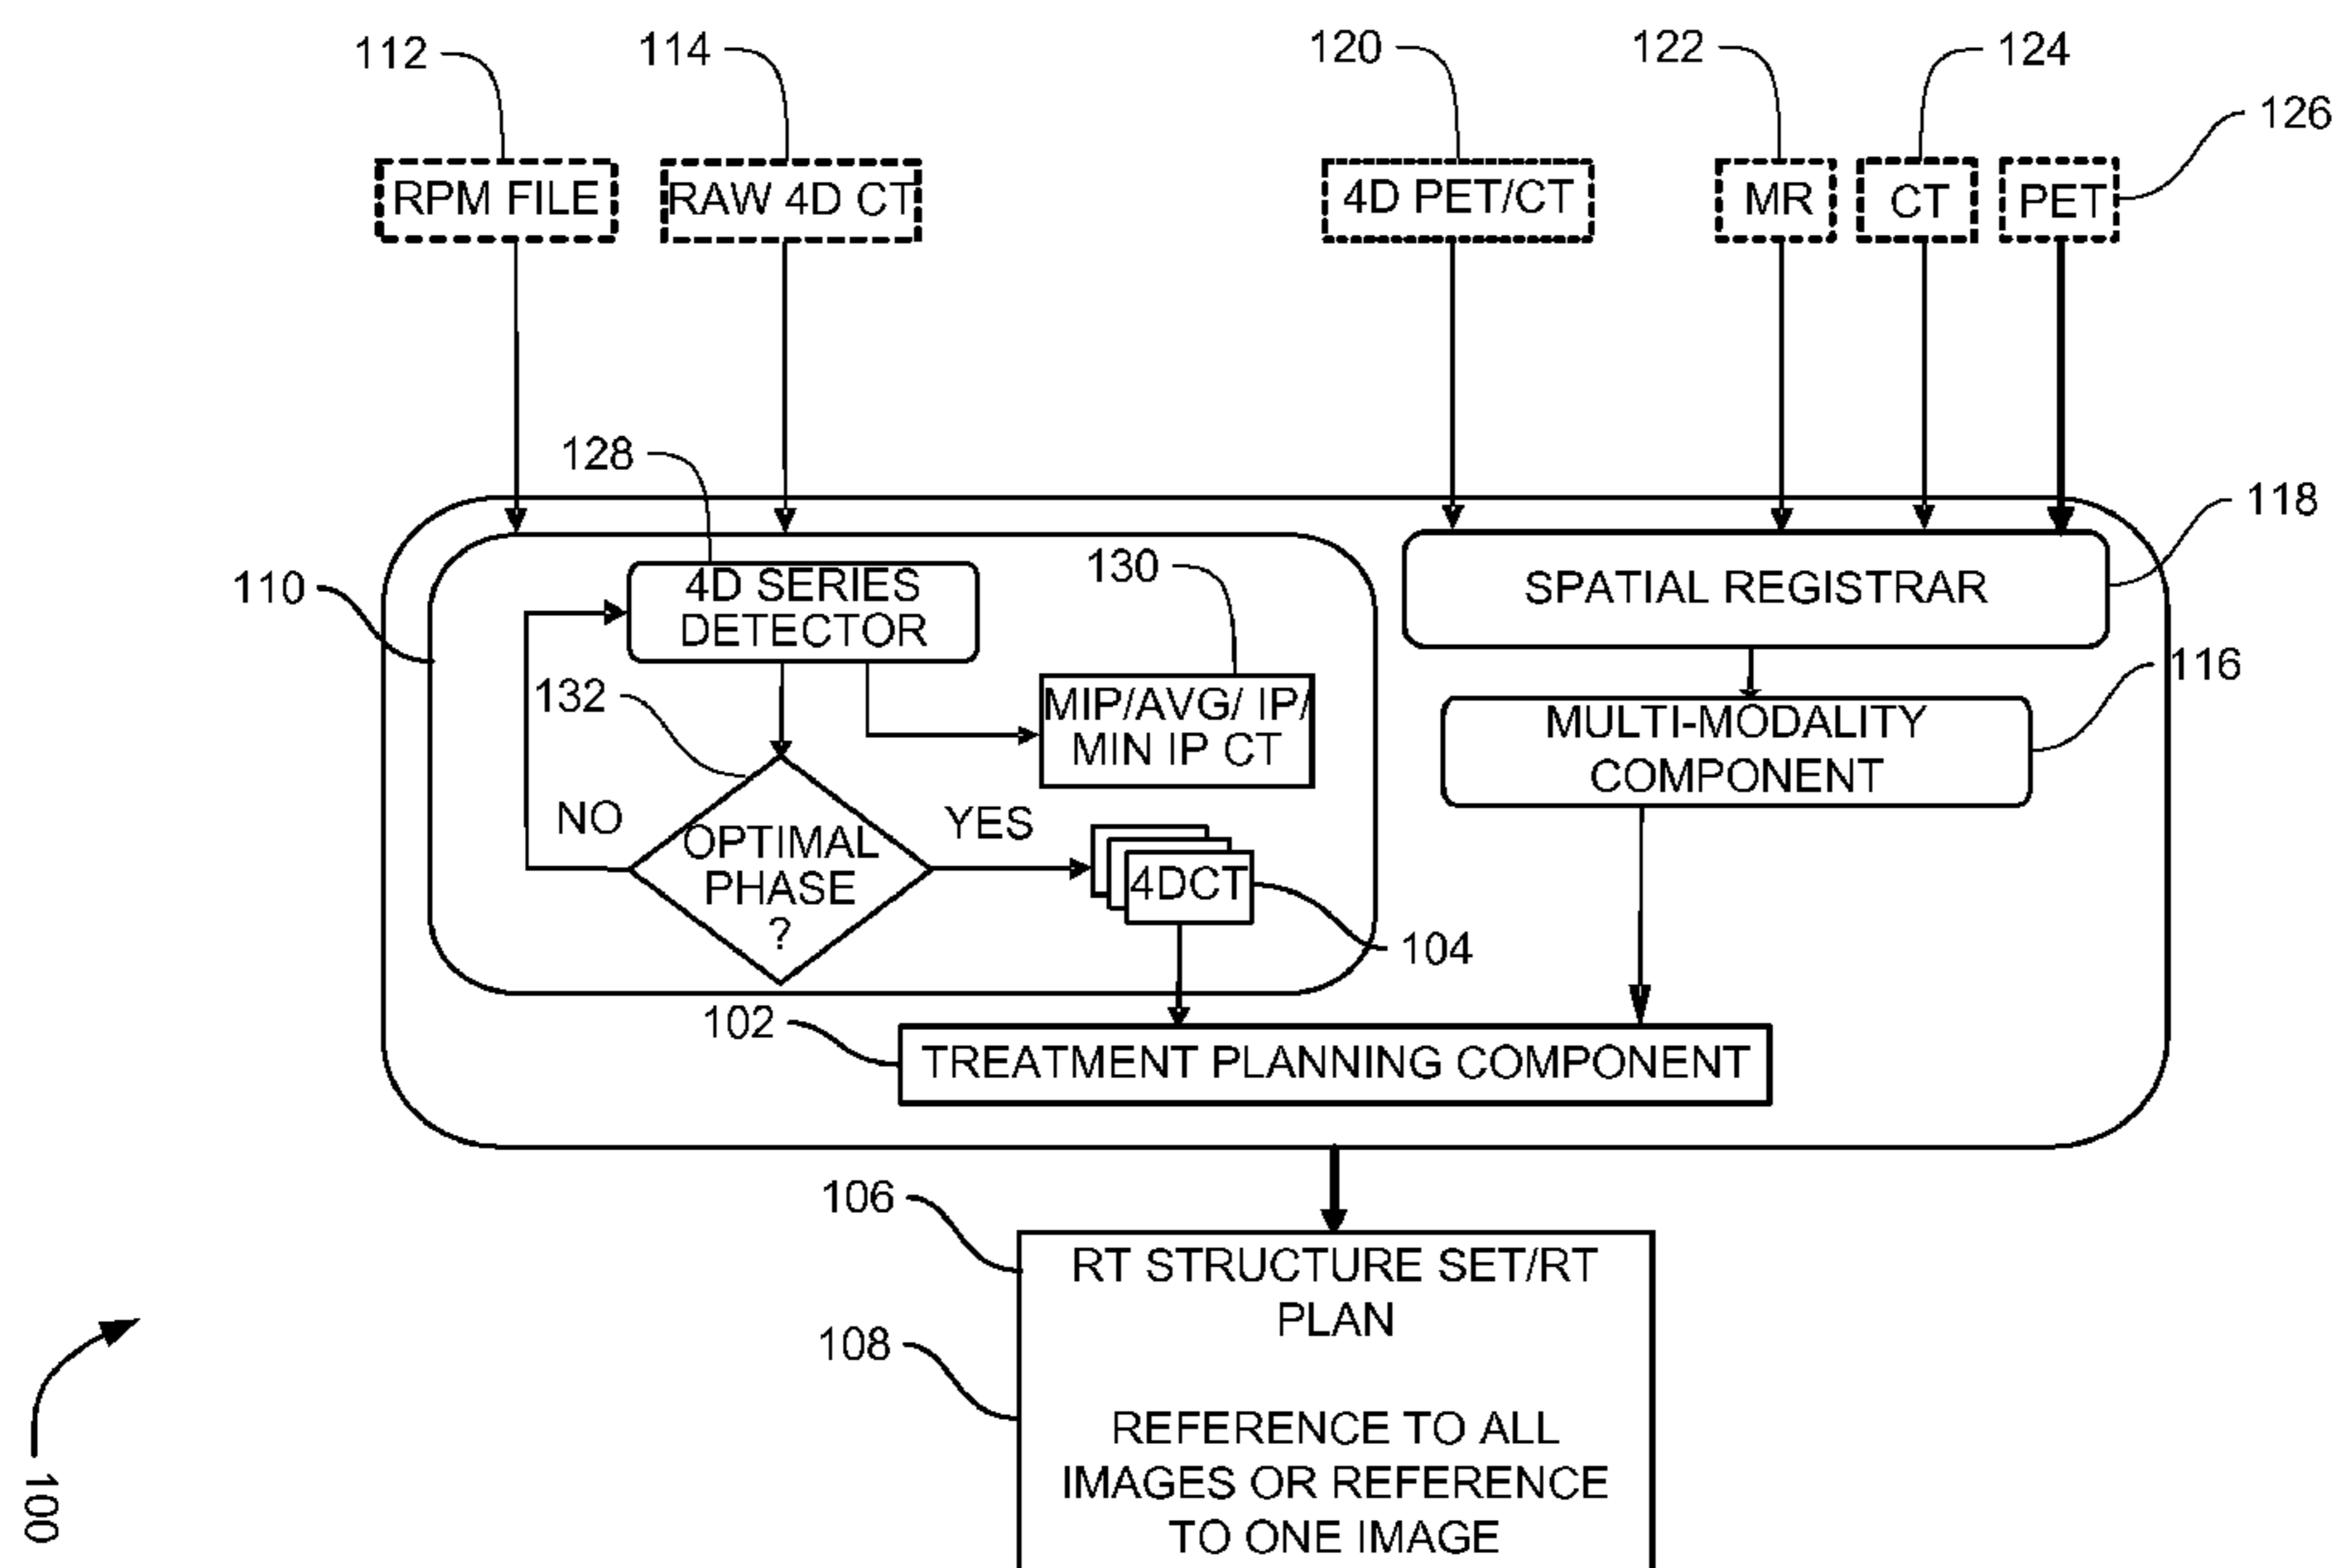 112
114
120
122
124
126
RPM FILE
RAW 4D CT
4D PET/CT
MR
CT
PET
128
118
110
4D SERIES
DETECTOR
130
SPATIAL REGISTRAR
132
116
MIP/AVG/ IP/
MIN IP CT
MULTI-MODALITY
COMPONENT
NO
YES
OPTIMAL
PHASE
?
4DCT
104
102
TREATMENT PLANNING COMPONENT
106
RT STRUCTURE SET/RT
PLAN
108
REFERENCE TO ALL
IMAGES OR REFERENCE
TO ONE IMAGE
100